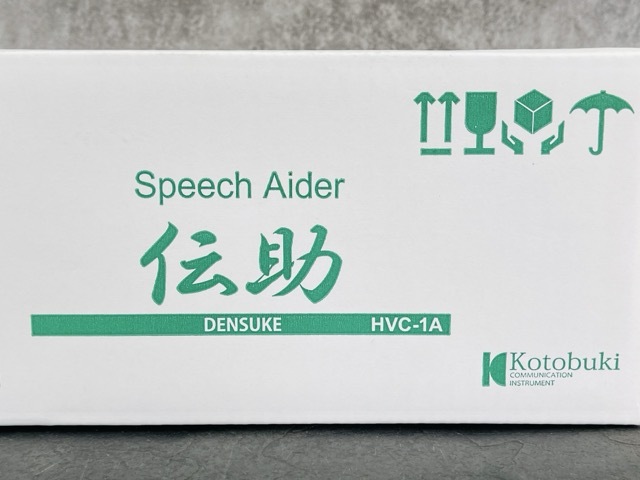 Speech Aider
伝助
DENSUKE HVC-1A
Kotobuki
COMMUNICATION
INSTRUMENT